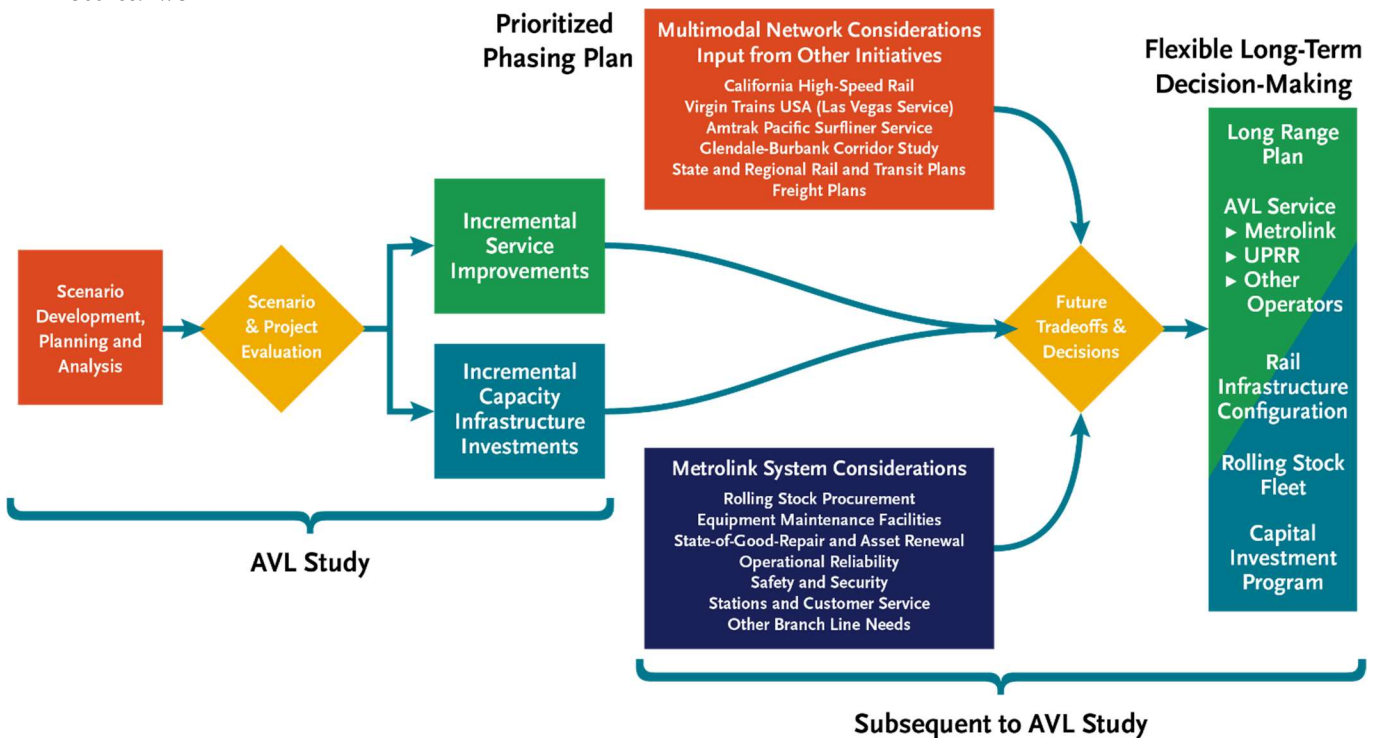 Prioritized
Phasing Plan
Multimodal Network Considerations
Input from Other Initiatives
California High-Speed Rail
Virgin Trains USA (Las Vegas Service)
Amtrak Pacific Surfliner Service
Glendale-Burbank Corridor Study
State and Regional Rail and Transit Plans
Freight Plans
Flexible Long-Term
Decision-Making
Scenario
Development,
Planning and
Analysis
Scenario
& Project
Evaluation
Incremental
Service
Improvements
Incremental
Capacity
Infrastructure
Investments
Future
Tradeoffs &
Decisions
Long Range
Plan
AVL Service
► Metrolink
► UPRR
► Other
Operators
Rail
Infrastructure
Configuration
Rolling Stock
Fleet
Capital
Investment
Program
Metrolink System Considerations
Rolling Stock Procurement
Equipment Maintenance Facilities
State-of-Good-Repair and Asset Renewal
Operational Reliability
Safety and Security
Stations and Customer Service
Other Branch Line Needs
AVL Study
Subsequent to AVL Study